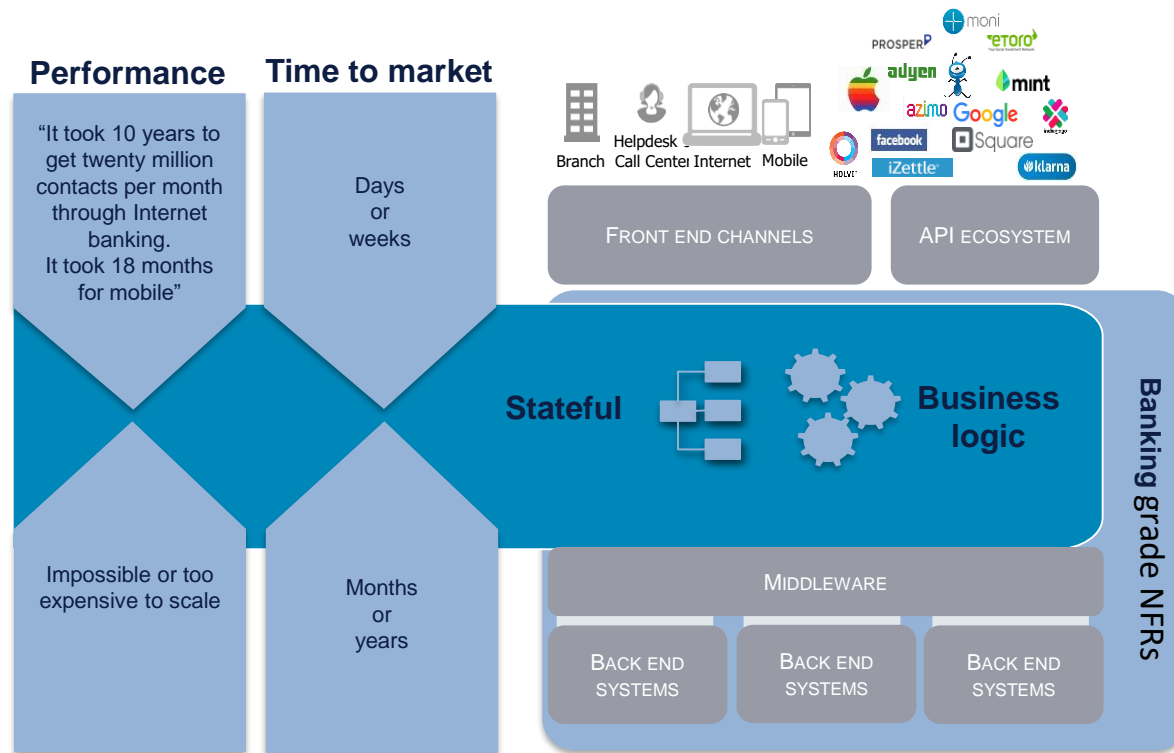 Performance
Time to market
“It took 10 years to
get twenty million
contacts per month
through Internet
banking.
It took 18 months
for mobile”
Days
or
weeks
Impossible or too
expensive to scale
Months
or
years
Branch
Helpdesk
Call Center
Internet
Mobile
moni
PROSPER
eToro
adyen
mint
azimo
Google
facebook
Square
iZettle
klarna
FRONT END CHANNELS
API ECOSYSTEM
Stateful
Business
logic
MIDDLEWARE
BACK END
SYSTEMS
BACK END
SYSTEMS
BACK END
SYSTEMS
Banking grade NFRs